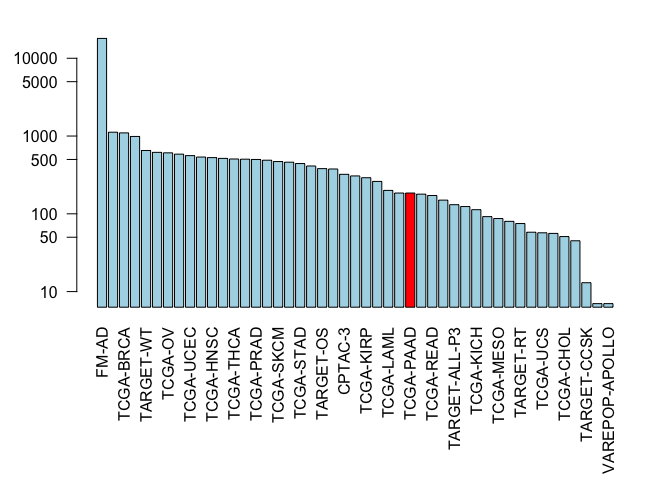 10000
5000
1000
500
100
50
10
FM-AD
TCGA-BRCA
TARGET-WT
TCGA-OV
TCGA-UCEC
TCGA-HNSC
TCGA-THCA
TCGA-PRAD
TCGA-SKCM
TCGA-STAD
TARGET-OS
CPTAC-3
TCGA-KIRP
TCGA-LAML
TCGA-PAAD
TCGA-READ
TARGET-ALL-P3
TCGA-KICH
TCGA-MESO
TARGET-RT
TCGA-UCS
TCGA-CHOL
TARGET-CCSK
VAREPOP-APOLLO